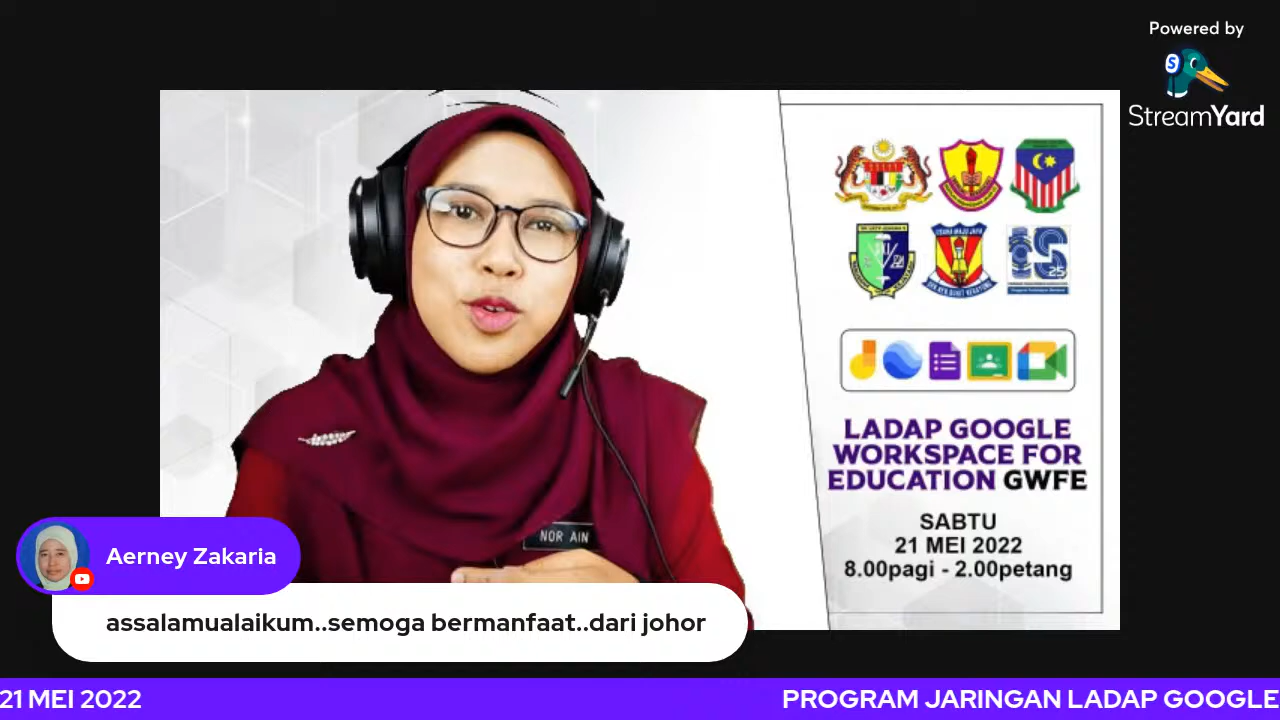 Powered by
StreamYard
LADAP GOOGLE
WORKSPACE FOR
EDUCATION GWFE
SABTU
21 MEI 2022
8.00pagi - 2.00petang
NOR AIN
Aerney Zakaria
assalamualaikum..semoga bermanfaat..dari johor
21 MEI 2022
PROGRAM JARINGAN LADAP GOOGLE